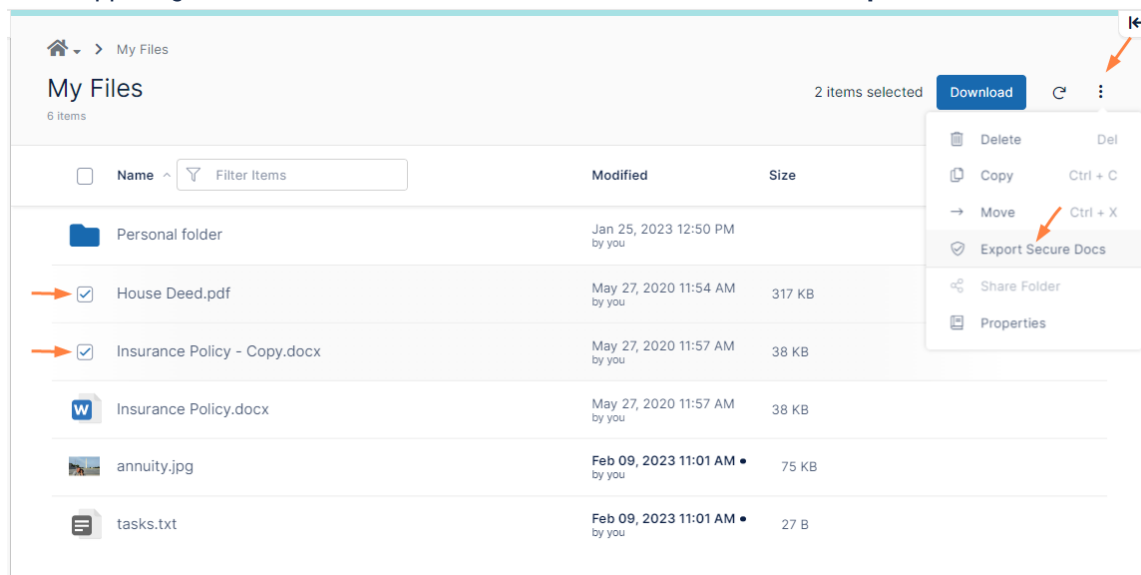 My Files
My Files
6 items
2 items selected
Download
Name
Filter Items
Modified
Size
Delete Del
Copy Ctrl + C
Move Ctrl + X
Export Secure Docs
Share Folder
Properties
Personal folder Jan 25, 2023 12:50 PM
by you
House Deed.pdf May 27, 2020 11:54 AM 317 KB
by you
Insurance Policy - Copy.docx May 27, 2020 11:57 AM 38 KB
by you
W
Insurance Policy.docx May 27, 2020 11:57 AM 38 KB
by you
annuity.jpg Feb 09, 2023 11:01 AM 75 KB
by you
tasks.txt Feb 09, 2023 11:01 AM 27 B
by you